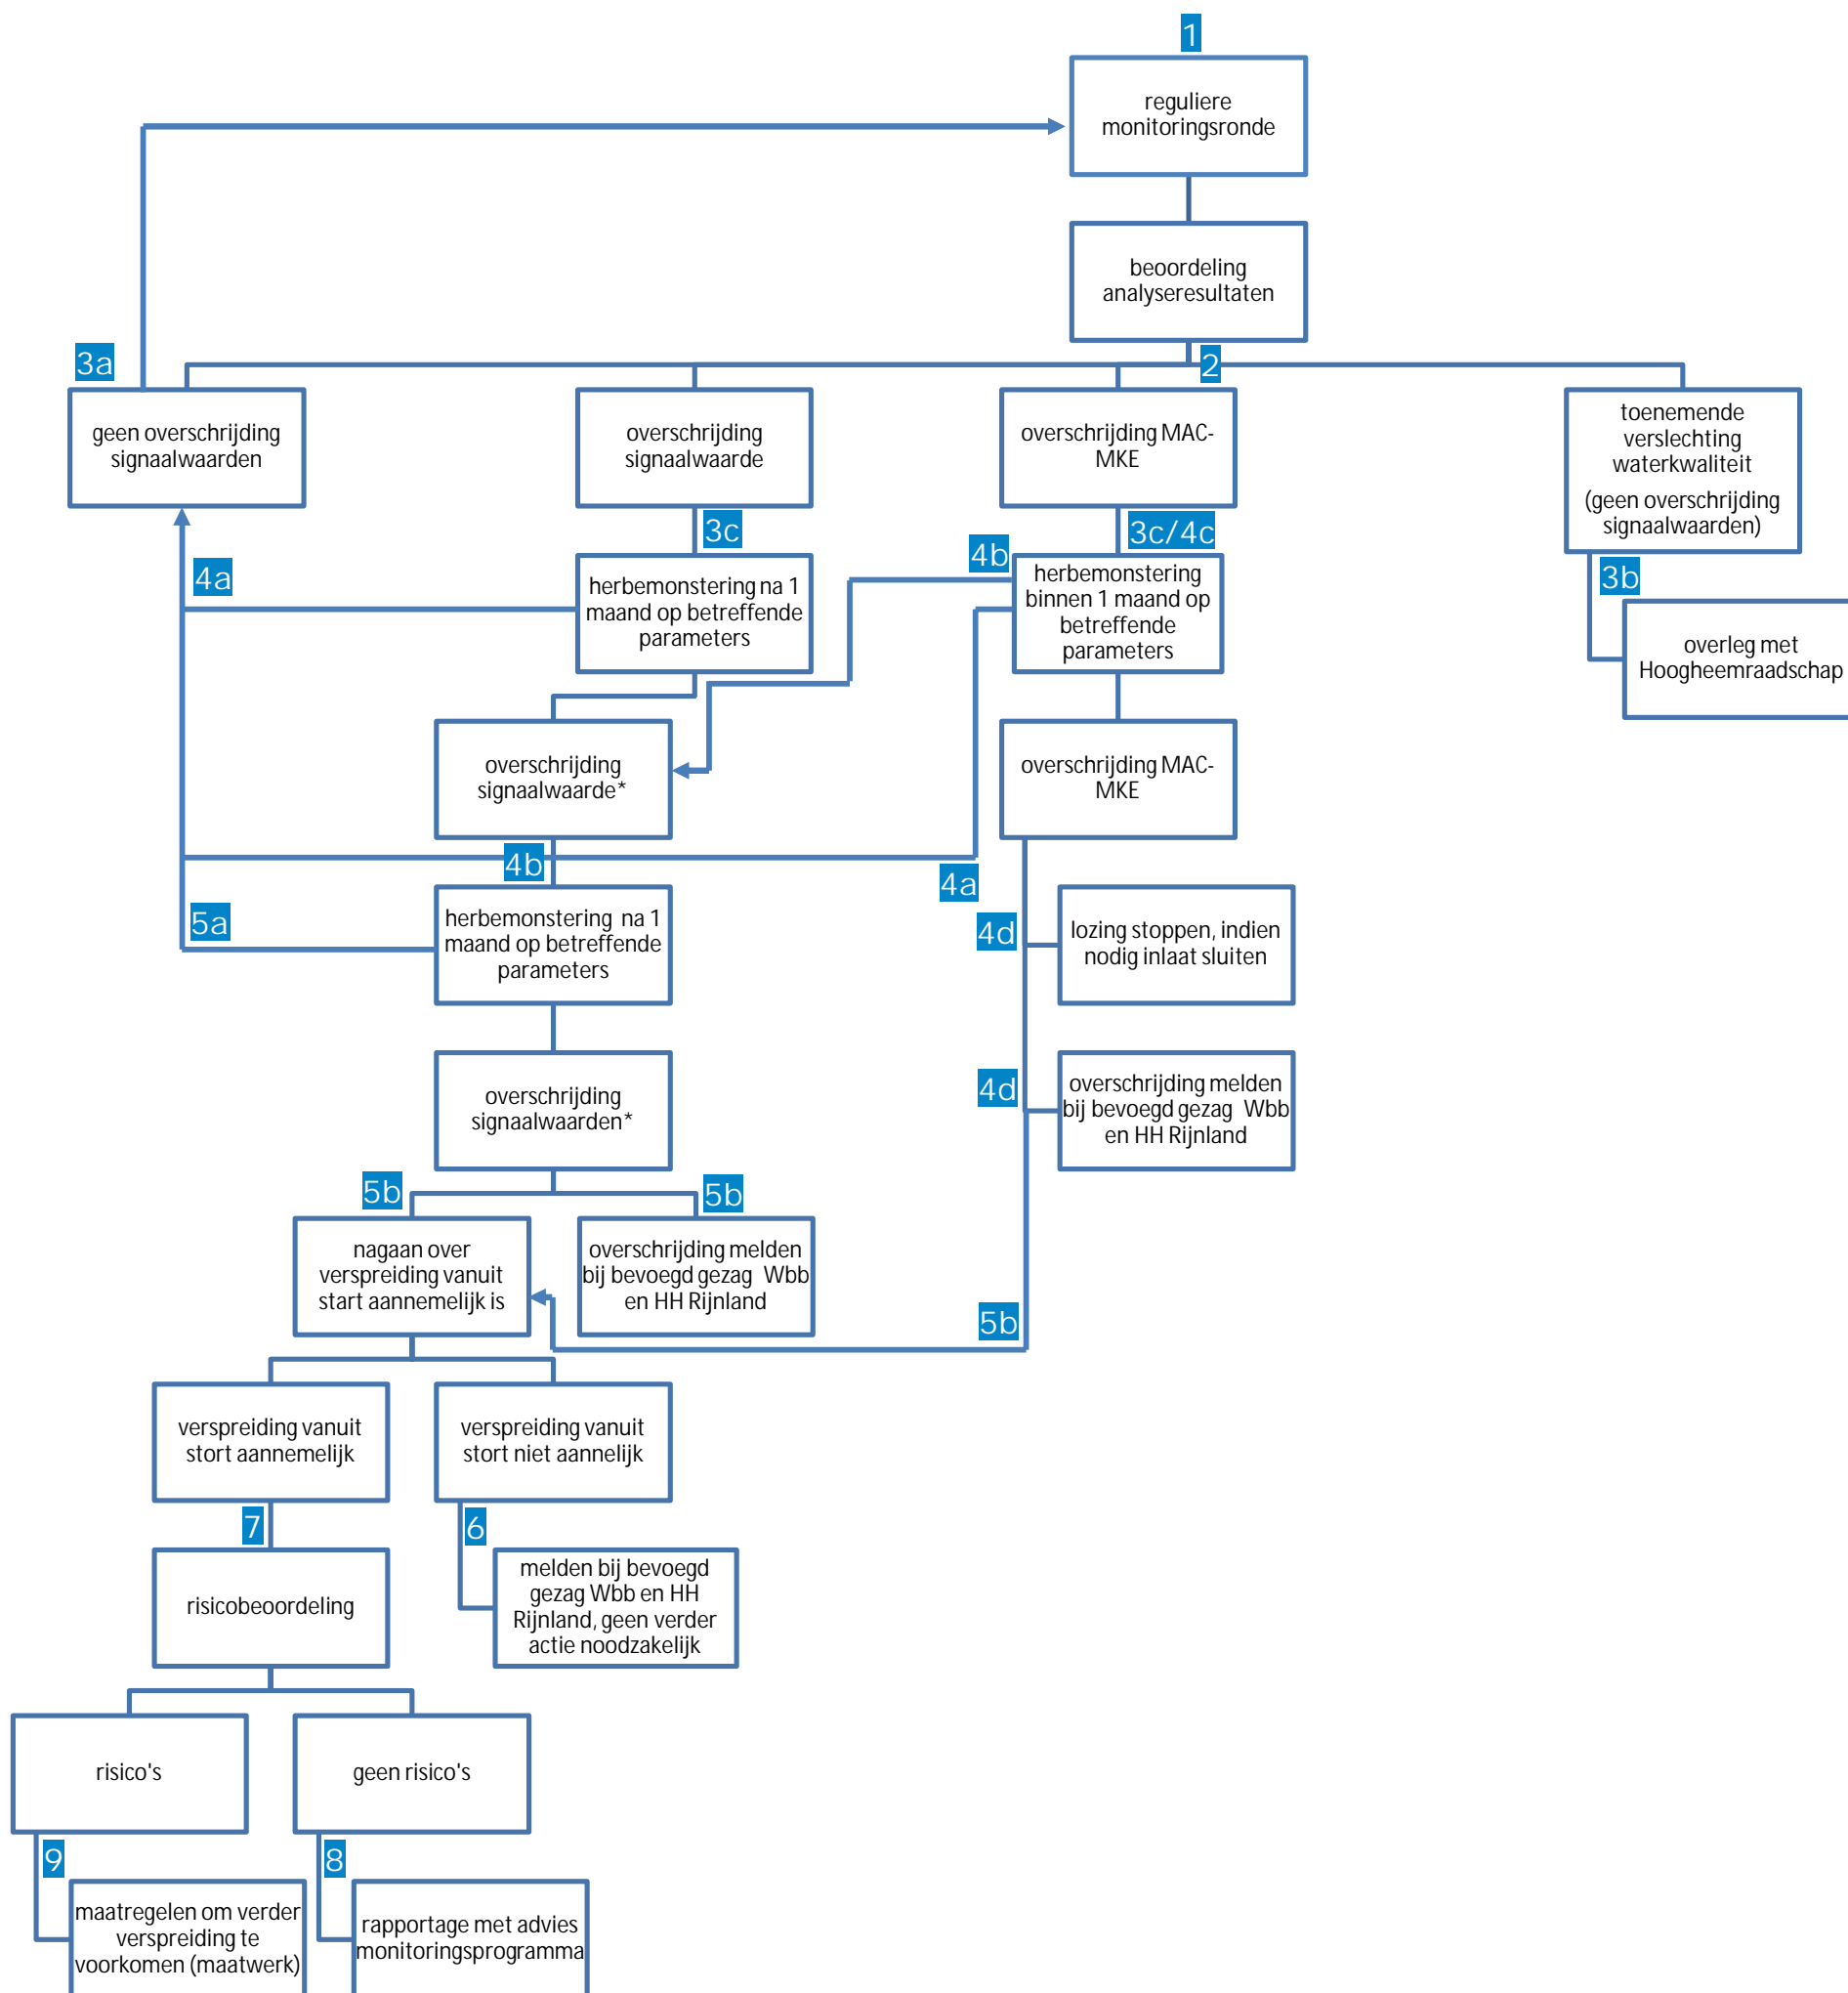 1
reguliere
monitoringsronde
beoordeling
analyseresultaten
2
3a
geen overschrijding
signaalwaarden
overschrijding
signaalwaarde
overschrijding MAC-
MKE
toenemende
verslechting
waterkwaliteit
(geen overschrijding
signaalwaarden)
3c
3c/4c
4b
4a
3b
herbemonstering na 1
maand op betreffende
parameters
herbemonstering
binnen 1 maand op
betreffende
parameters
overleg met
Hoogheemraadschap
overschrijding
signaalwaarde*
overschrijding MAC-
MKE
4b
4a
5a
herbemonstering na 1
maand op betreffende
parameters
4d
lozing stoppen, indien
nodig inlaat sluiten
overschrijding
signaalwaarden*
4d
overschrijding melden
bij bevoegd gezag Wbb
en HH Rijnland
5b
5b
nagaan over
verspreiding vanuit
start aannemelijk is
overschrijding melden
bij bevoegd gezag Wbb
en HH Rijnland
5b
verspreiding vanuit
stort aannemelijk
verspreiding vanuit
stort niet aannelijk
7
6
risicobeoordeling
melden bij bevoegd
gezag Wbb en HH
Rijnland, geen verder
actie noodzakelijk
risico's
geen risico's
9
8
maatregelen om verder
verspreiding te
voorkomen (maatwerk)
rapportage met advies
monitoringsprogramma